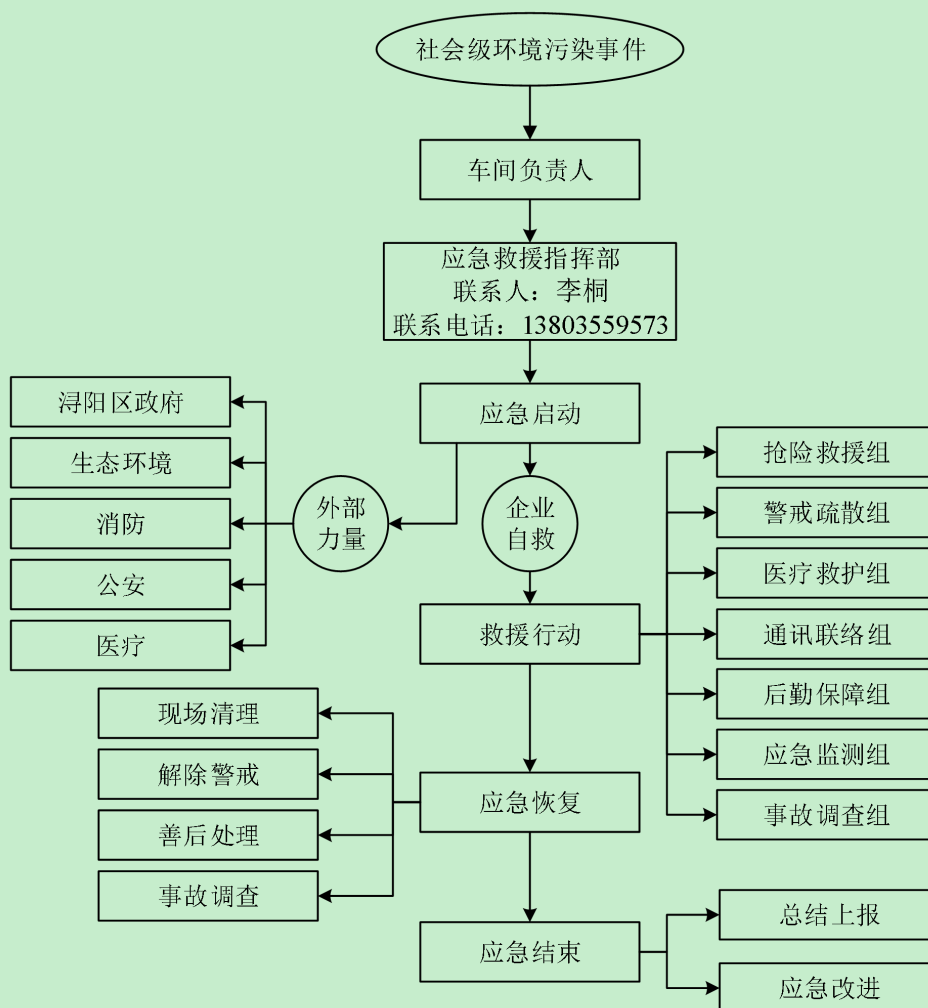 社会级环境污染事件
车间负责人
应急救援指挥部
联系人：李桐
联系电话：13803559573
应急启动
浔阳区政府
生态环境
消防
公安
医疗
外部
力量
企业
自救
救援行动
抢险救援组
警戒疏散组
医疗救护组
通讯联络组
后勤保障组
应急监测组
事故调查组
现场清理
解除警戒
善后处理
事故调查
应急恢复
应急结束
总结上报
应急改进